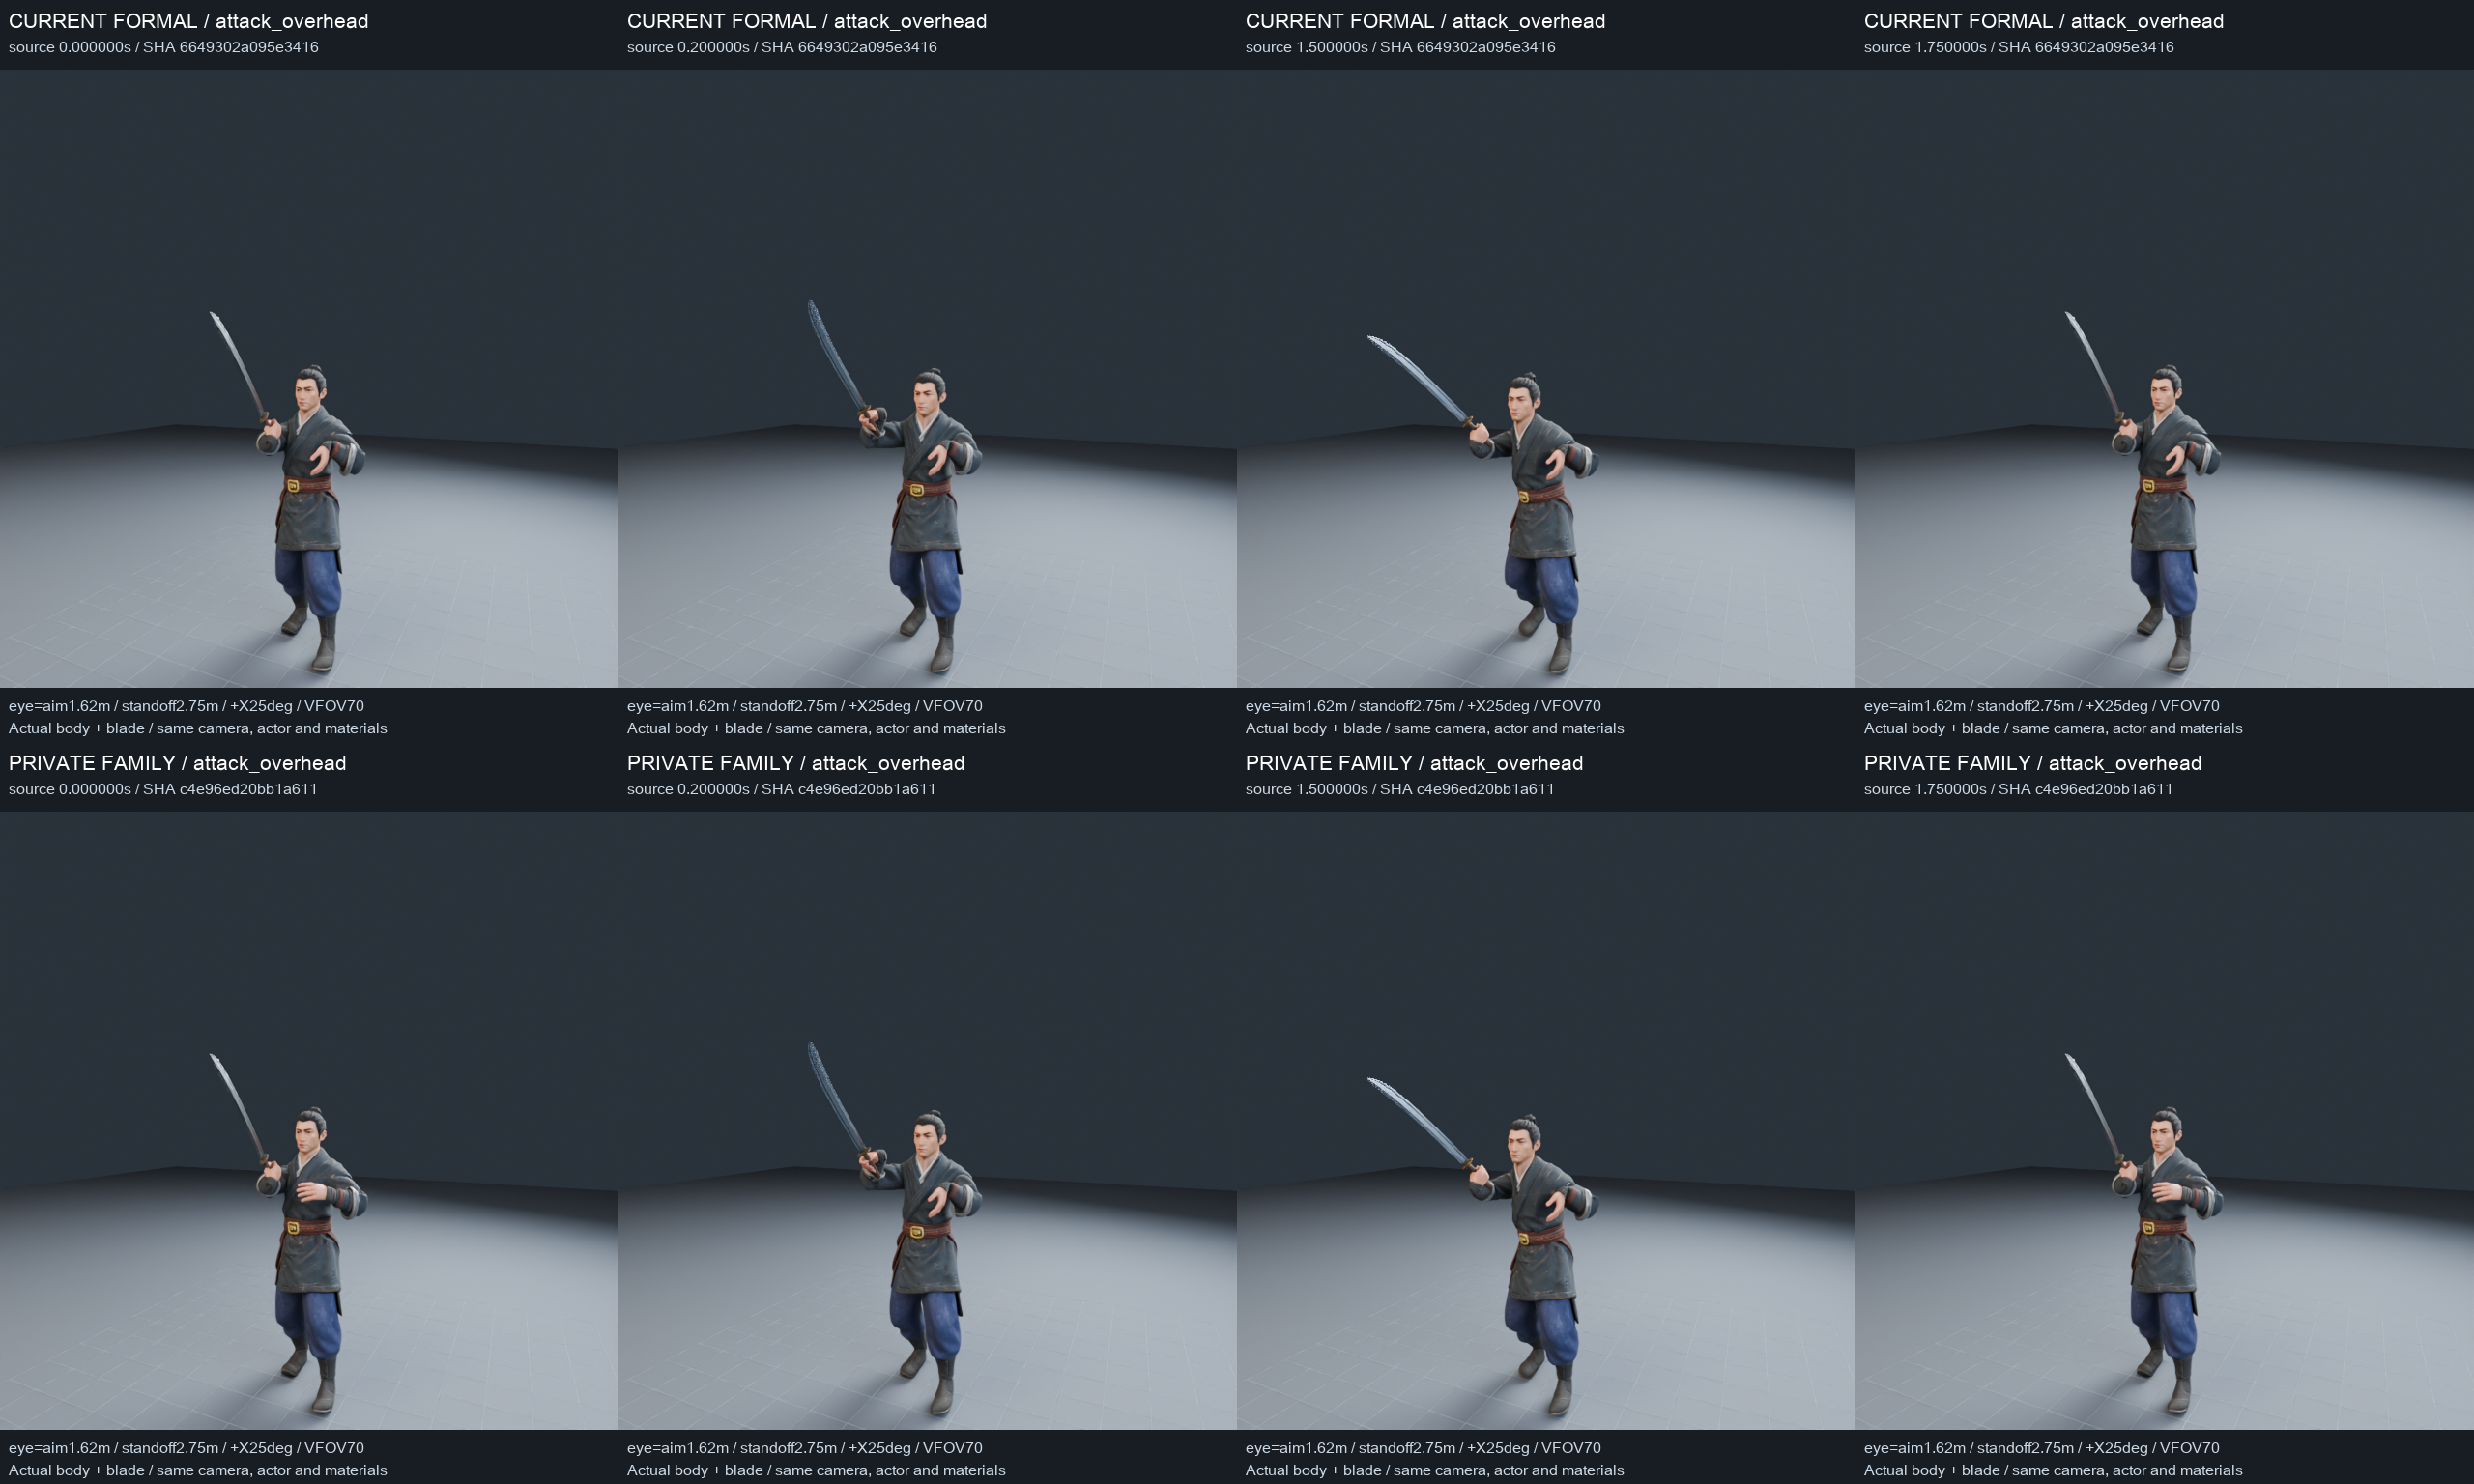 CURRENT FORMAL / attack_overhead
source 0.000000s / SHA 6649302a095e3416
CURRENT FORMAL / attack_overhead
source 0.200000s / SHA 6649302a095e3416
CURRENT FORMAL / attack_overhead
source 1.500000s / SHA 6649302a095e3416
CURRENT FORMAL / attack_overhead
source 1.750000s / SHA 6649302a095e3416
eye=aim1.62m / standoff2.75m / +X25deg / VFOV70
Actual body + blade / same camera, actor and materials
eye=aim1.62m / standoff2.75m / +X25deg / VFOV70
Actual body + blade / same camera, actor and materials
eye=aim1.62m / standoff2.75m / +X25deg / VFOV70
Actual body + blade / same camera, actor and materials
eye=aim1.62m / standoff2.75m / +X25deg / VFOV70
Actual body + blade / same camera, actor and materials
PRIVATE FAMILY / attack_overhead
source 0.000000s / SHA c4e96ed20bb1a611
PRIVATE FAMILY / attack_overhead
source 0.200000s / SHA c4e96ed20bb1a611
PRIVATE FAMILY / attack_overhead
source 1.500000s / SHA c4e96ed20bb1a611
PRIVATE FAMILY / attack_overhead
source 1.750000s / SHA c4e96ed20bb1a611
eye=aim1.62m / standoff2.75m / +X25deg / VFOV70
Actual body + blade / same camera, actor and materials
eye=aim1.62m / standoff2.75m / +X25deg / VFOV70
Actual body + blade / same camera, actor and materials
eye=aim1.62m / standoff2.75m / +X25deg / VFOV70
Actual body + blade / same camera, actor and materials
eye=aim1.62m / standoff2.75m / +X25deg / VFOV70
Actual body + blade / same camera, actor and materials